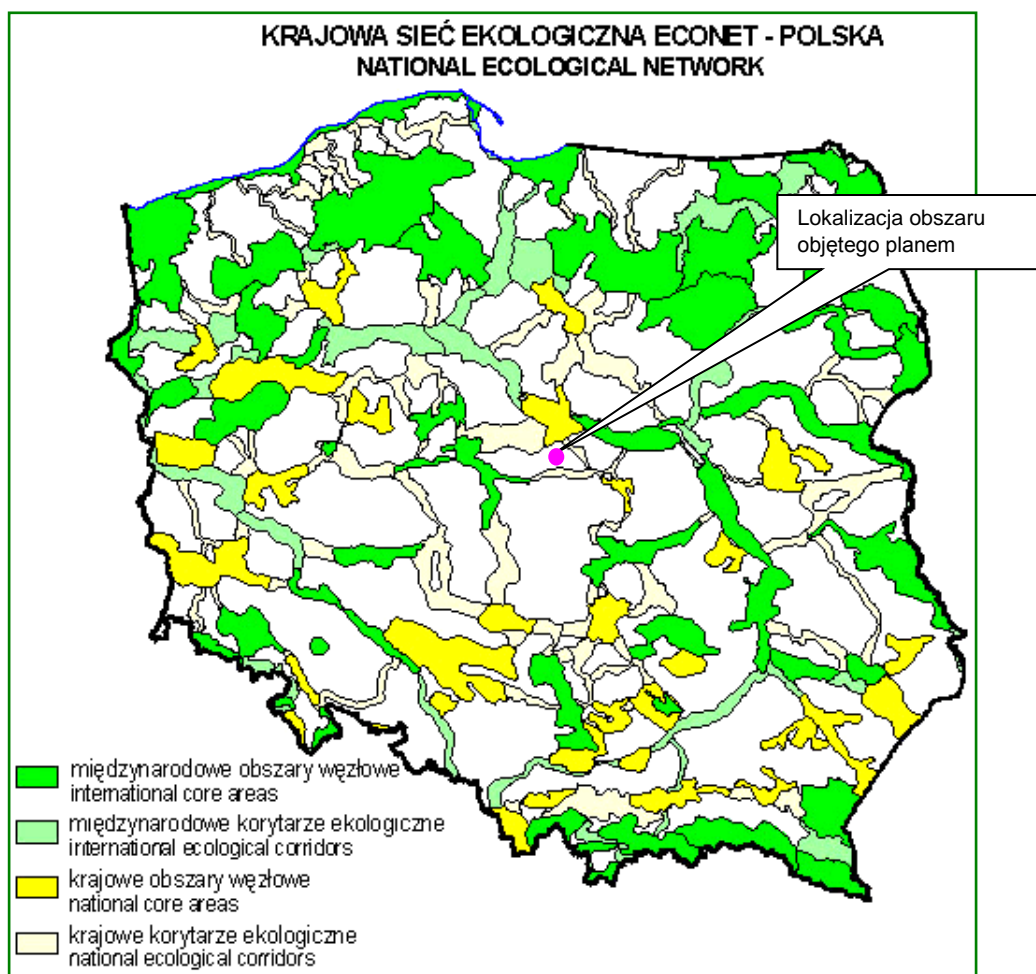 KRAJOWA SIEĆ EKOLOGICZNA ECONET - POLSKA
NATIONAL ECOLOGICAL NETWORK
Lokalizacja obszaru
objętego planem
międzynarodowe obszary węzłowe
international core areas
międzynarodowe korytarze ekologiczne
international ecological corridors
krajowe obszary węzłowe
national core areas
krajowe korytarze ekologiczne
national ecological corridors